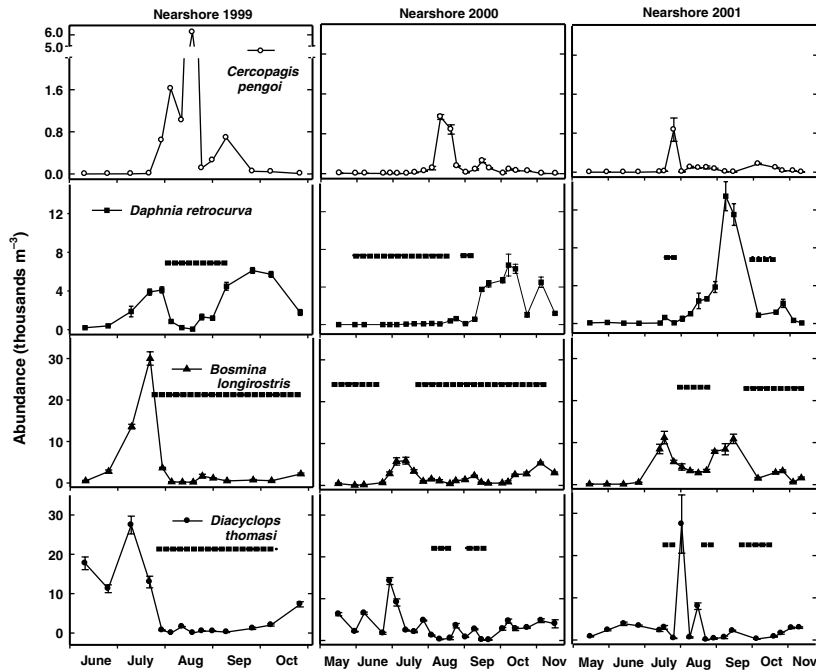 Nearshore 1999
Nearshore 2000
Nearshore 2001
6.0
5.0
Cercopagis
pengoi
1.6
0.8
0.0
Daphnia retrocurva
12
8
4
0
Bosmina
longirostris
30
20
10
0
Diacyclops
thomasi
30
20
10
0
Abundance (thousands m⁻³)
June July Aug Sep Oct
May June July Aug Sep Oct Nov
May June July Aug Sep Oct Nov